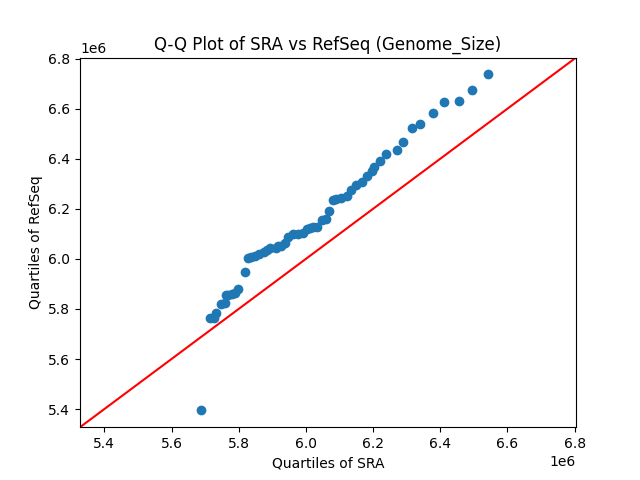 Q-Q Plot of SRA vs RefSeq (Genome_Size)
1e6
6.8
6.6
6.4
6.2
6.0
5.8
5.6
5.4
Quartiles of RefSeq
5.4 5.6 5.8 6.0 6.2 6.4 6.6 6.8
Quartiles of SRA
1e6